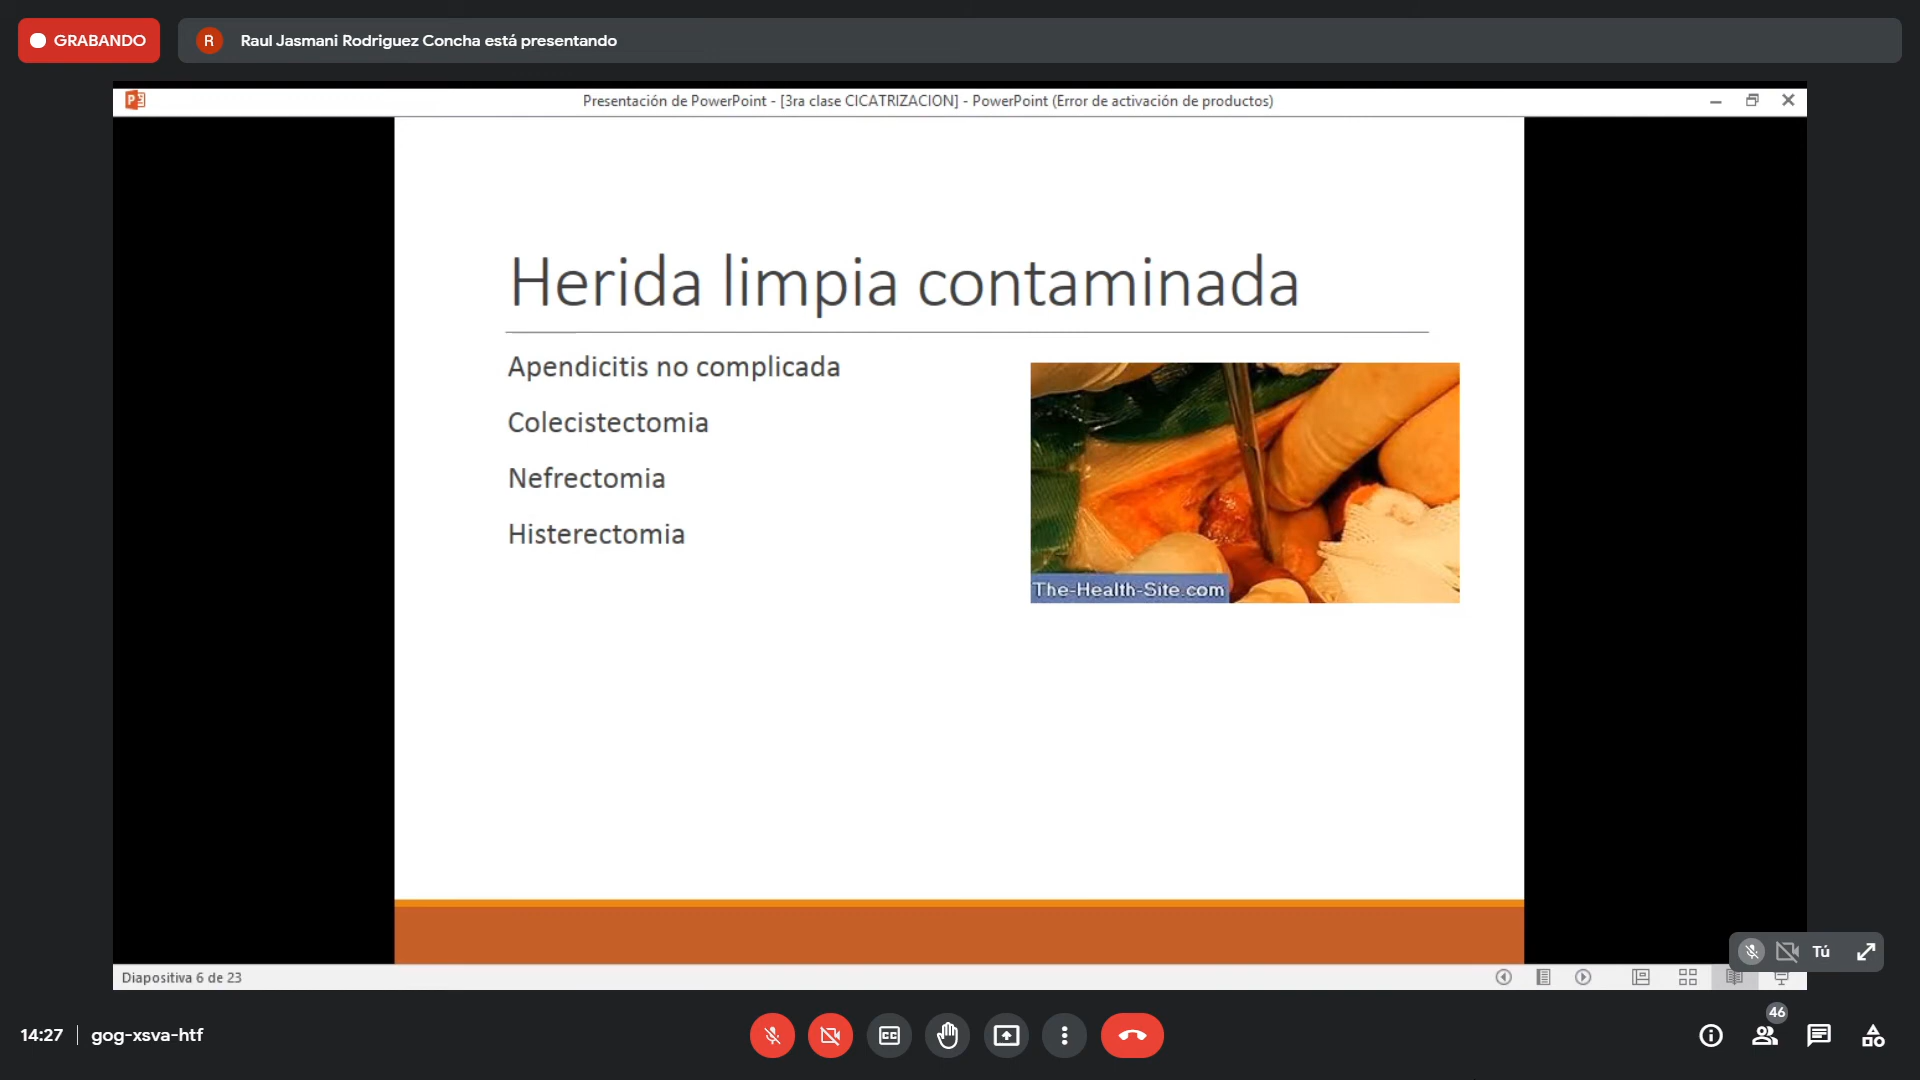 GRABANDO
R
Raul Jasmani Rodriguez Concha está presentando
Presentación de PowerPoint - [3ra clase CICATRIZACION] - PowerPoint (Error de activación de productos)
Herida limpia contaminada
Apendicitis no complicada
Colecistectomia
Nefrectomia
Histerectomia
The-Health-Site.com
Tú
Diapositiva 6 de 23
14:27
gog-xsva-htf
CC
46